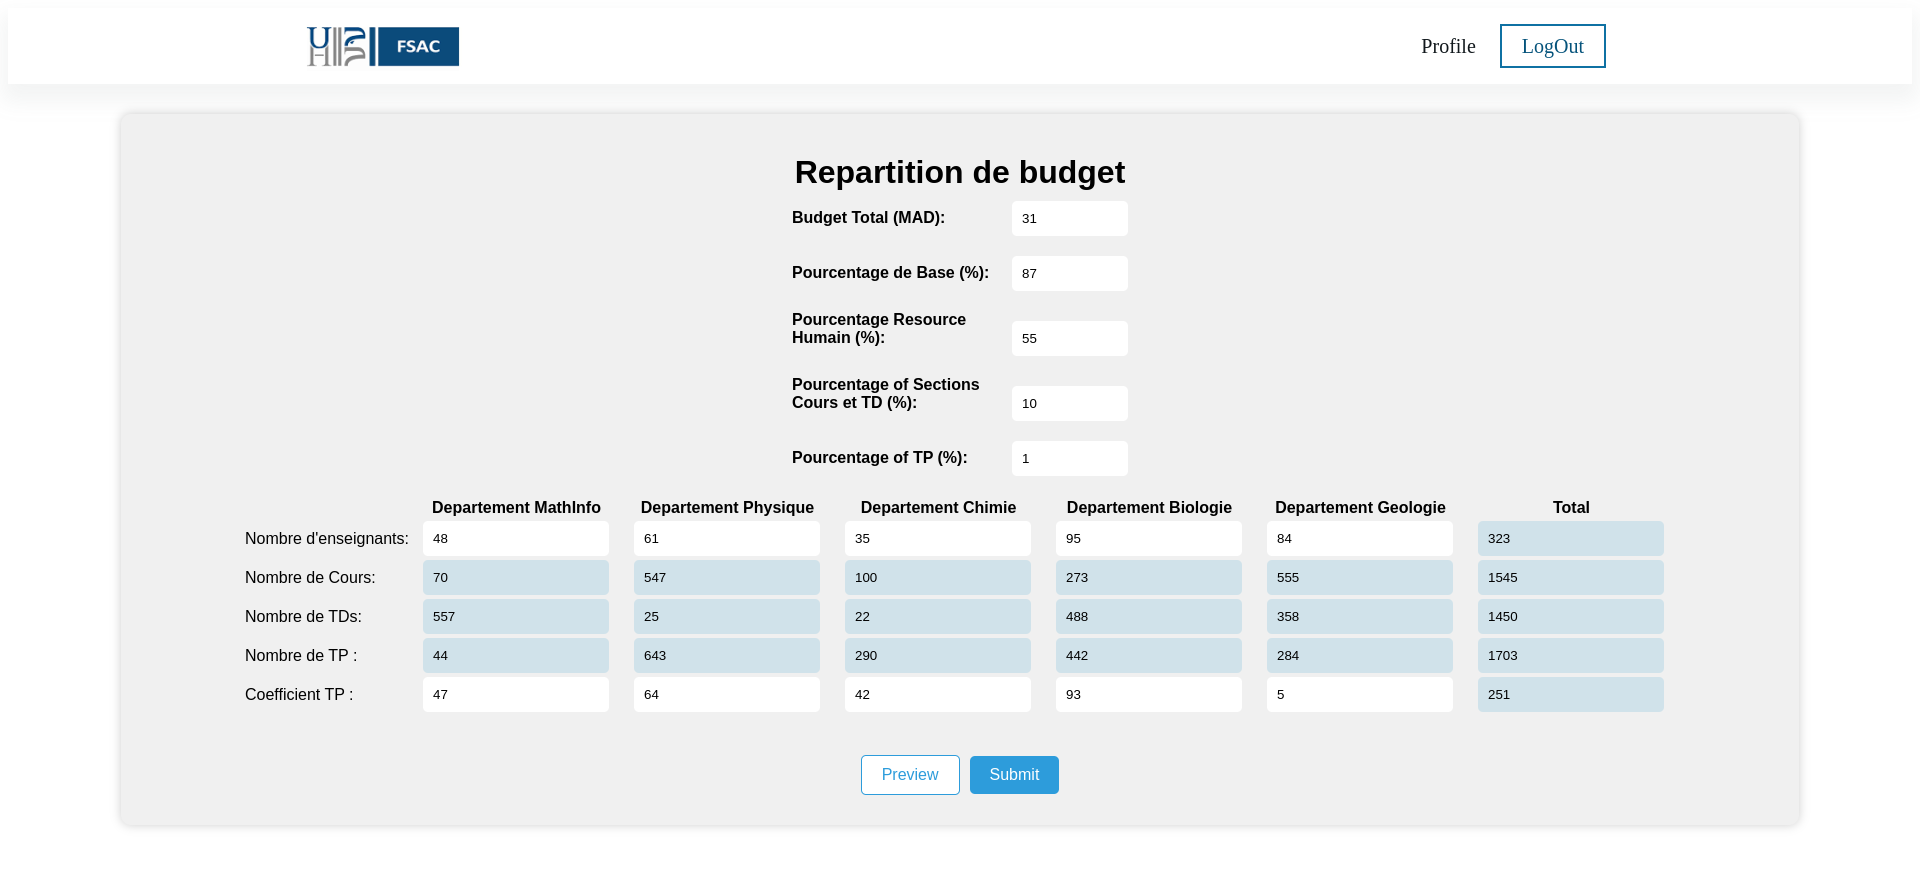 FSAC
Profile
LogOut
Repartition de budget
Budget Total (MAD):
31
Pourcentage de Base (%):
87
Pourcentage Resource
Humain (%):
55
Pourcentage of Sections
Cours et TD (%):
10
Pourcentage of TP (%):
1
Departement MathInfo Departement Physique Departement Chimie Departement Biologie Departement Geologie Total
Nombre d'enseignants: 48 61 35 95 84 323
Nombre de Cours: 70 547 100 273 555 1545
Nombre de TDs: 557 25 22 488 358 1450
Nombre de TP : 44 643 290 442 284 1703
Coefficient TP : 47 64 42 93 5 251
Preview
Submit